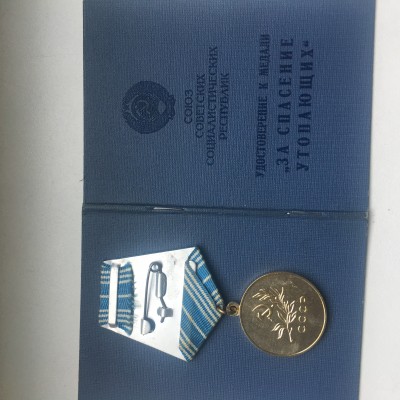 СОЮЗ
СОВЕТСКИХ
СОЦИАЛИСТИЧЕСКИХ
РЕСПУБЛИК
УДОСТОВЕРЕНИЕ К МЕДАЛИ
„ЗА СПАСЕНИЕ
УТОПАЮЩИХ“
СССР